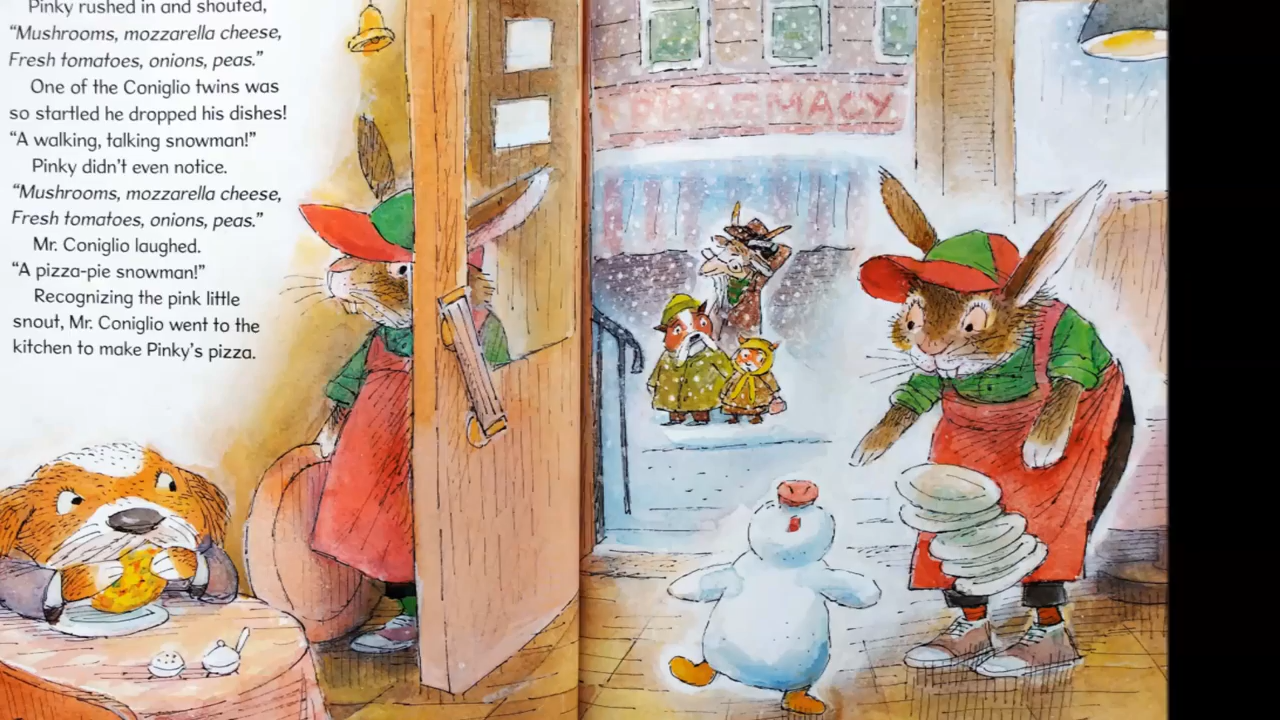 Pinky rushed in and shouted,
“Mushrooms, mozzarella cheese,
Fresh tomatoes, onions, peas.”
One of the Coniglio twins was
so startled he dropped his dishes!
“A walking, talking snowman!”
Pinky didn’t even notice.
“Mushrooms, mozzarella cheese,
Fresh tomatoes, onions, peas.”
Mr. Coniglio laughed.
“A pizza-pie snowman!”
Recognizing the pink little
snout, Mr. Coniglio went to the
kitchen to make Pinky’s pizza.
PHARMACY